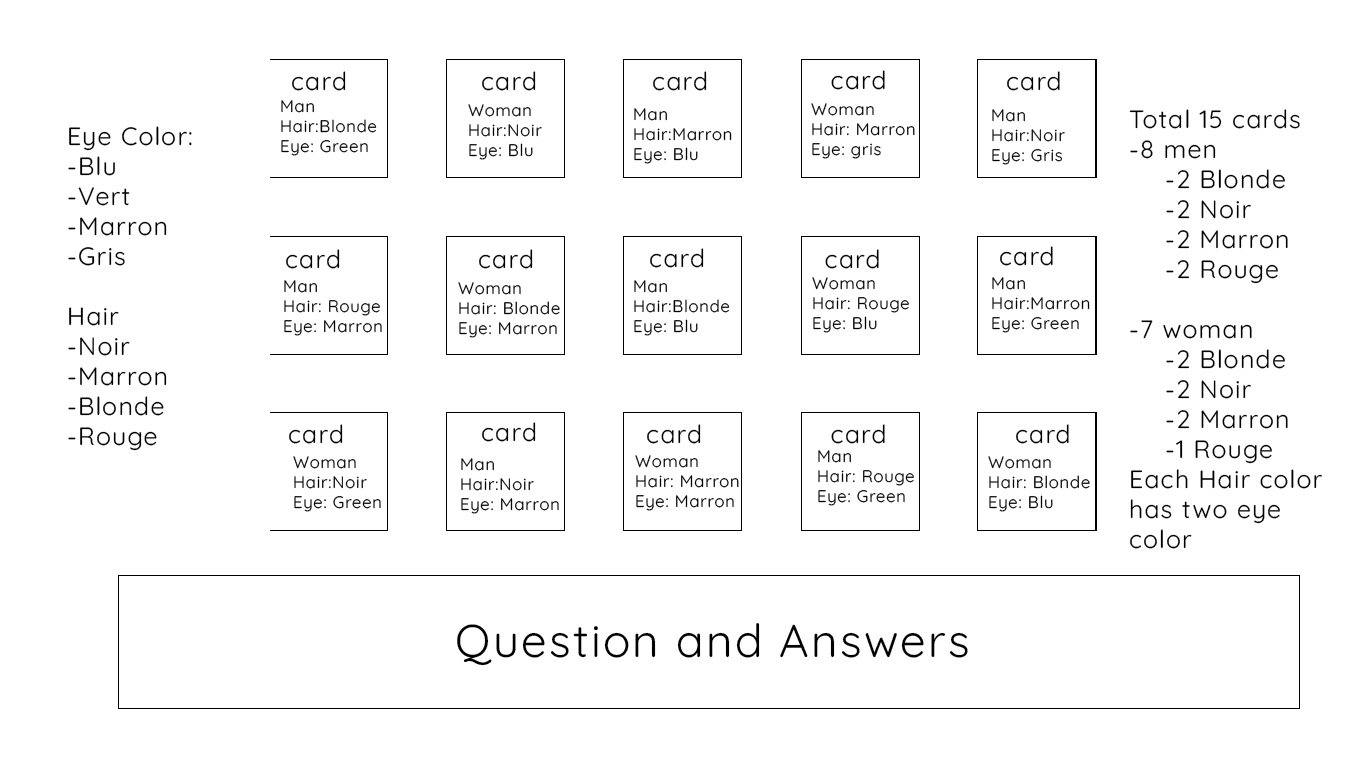 Eye Color:
-Blu
-Vert
-Marron
-Gris
Hair
-Noir
-Marron
-Blonde
-Rouge
card
Man
Hair:Blonde
Eye: Green
card
Woman
Hair:Noir
Eye: Blu
card
Man
Hair:Marron
Eye: Blu
card
Woman
Hair: Marron
Eye: gris
card
Man
Hair:Noir
Eye: Gris
card
Man
Hair: Rouge
Eye: Marron
card
Woman
Hair: Blonde
Eye: Marron
card
Man
Hair:Blonde
Eye: Blu
card
Woman
Hair: Rouge
Eye: Blu
card
Man
Hair:Marron
Eye: Green
card
Woman
Hair:Noir
Eye: Green
card
Man
Hair:Noir
Eye: Marron
card
Woman
Hair: Marron
Eye: Marron
card
Man
Hair: Rouge
Eye: Green
card
Woman
Hair: Blonde
Eye: Blu
Total 15 cards
-8 men
-2 Blonde
-2 Noir
-2 Marron
-2 Rouge
-7 woman
-2 Blonde
-2 Noir
-2 Marron
-1 Rouge
Each Hair color
has two eye
color
Question and Answers